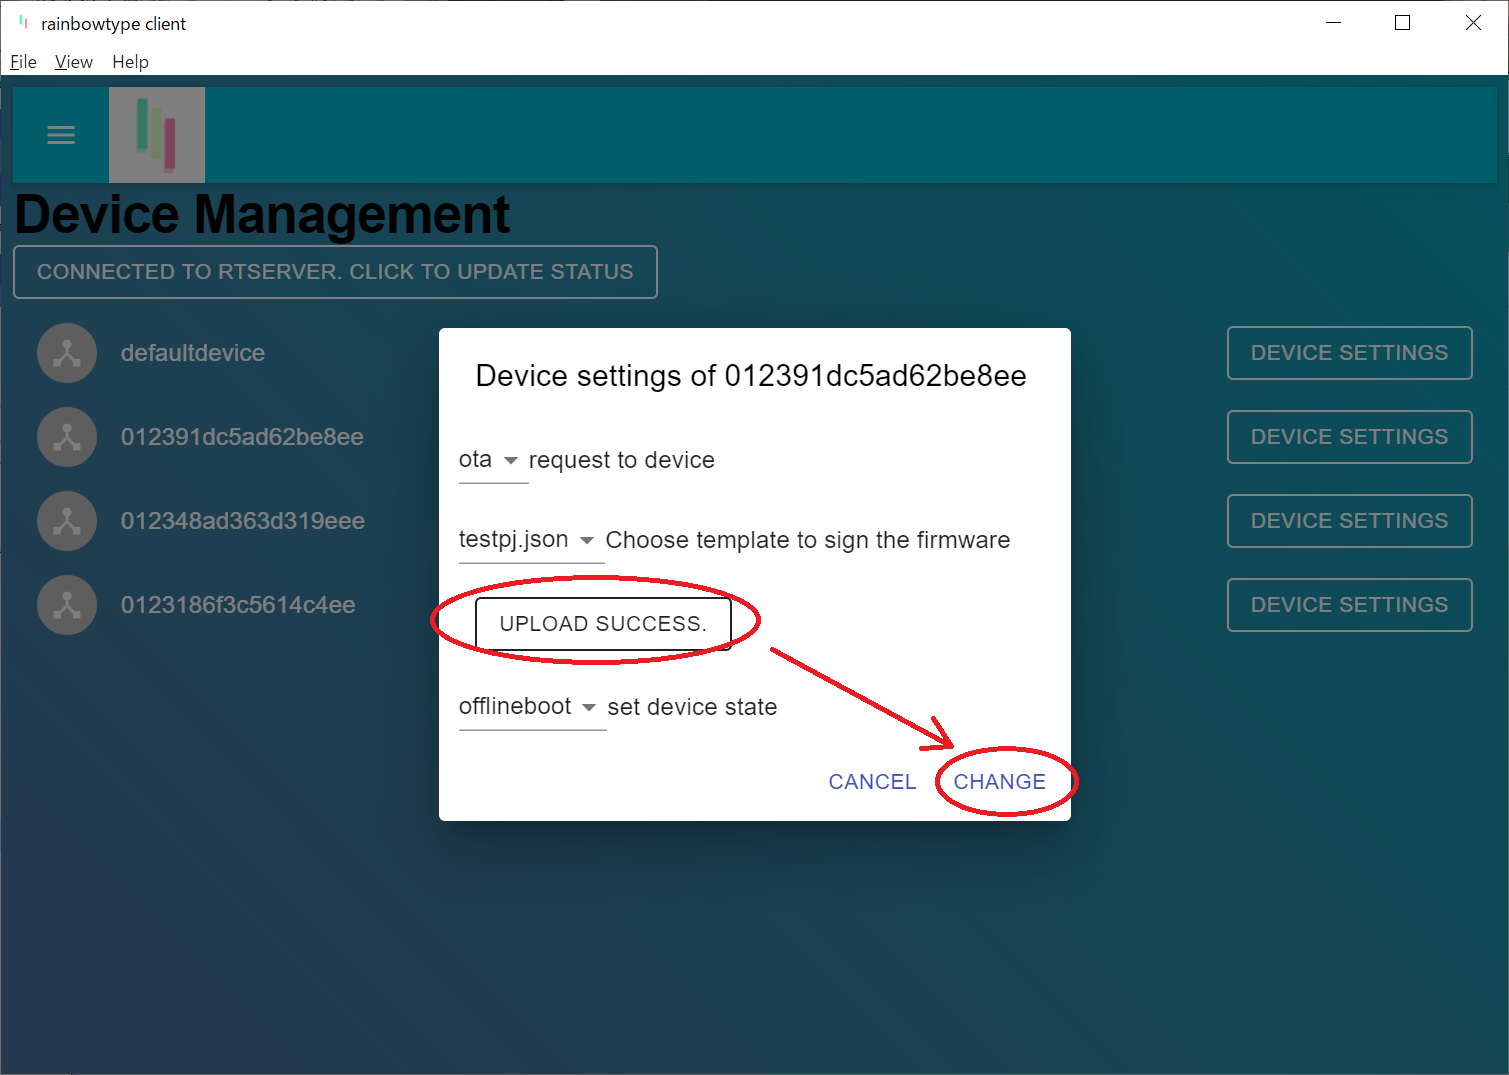 rainbowtype client
File View Help
Device Management
CONNECTED TO RTSERVER. CLICK TO UPDATE STATUS
defaultdevice
DEVICE SETTINGS
012391dc5ad62be8ee
DEVICE SETTINGS
012348ad363d319eee
DEVICE SETTINGS
0123186f3c5614c4ee
DEVICE SETTINGS
Device settings of 012391dc5ad62be8ee
ota request to device
testpj.json Choose template to sign the firmware
UPLOAD SUCCESS.
offlineboot set device state
CANCEL CHANGE